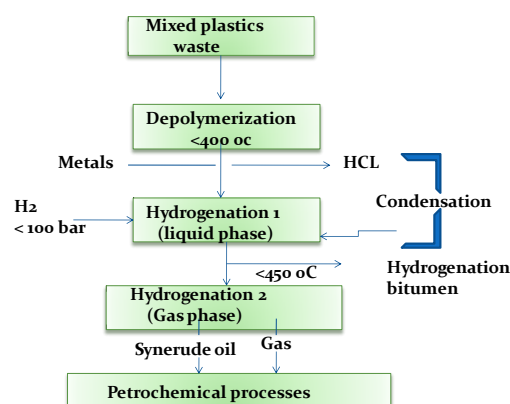 Mixed plastics
waste
Depolymerization
<400 oc
Metals
HCL
H2
< 100 bar
Hydrogenation 1
(liquid phase)
Condensation
<450 oC
Hydrogenation
bitumen
Hydrogenation 2
(Gas phase)
Synerude oil
Gas
Petrochemical processes